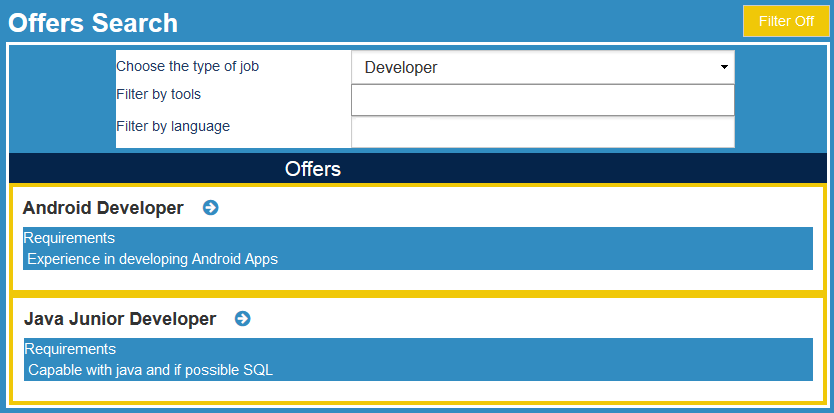 Offers Search
Filter Off
Choose the type of job
Developer
Filter by tools
Filter by language
Offers
Android Developer
Requirements
Experience in developing Android Apps
Java Junior Developer
Requirements
Capable with java and if possible SQL